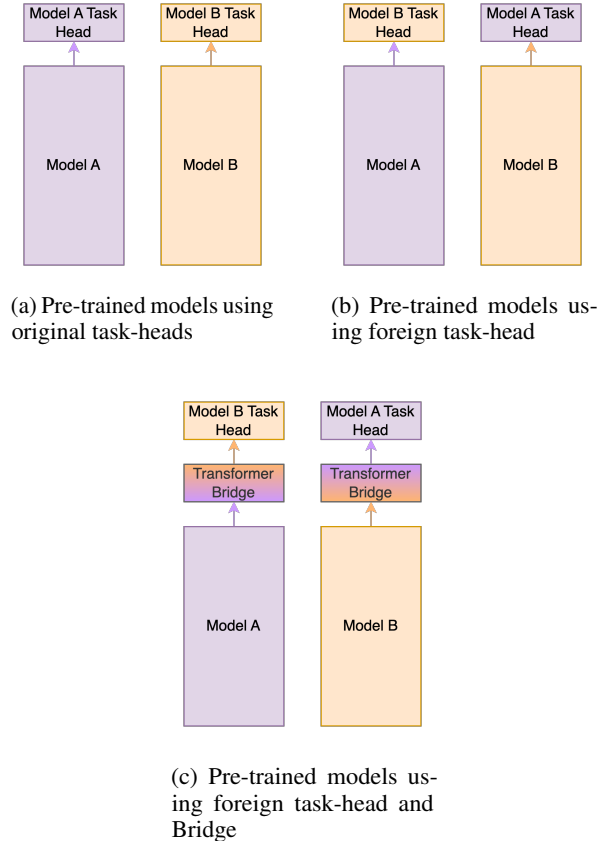 Model A Task
Head
Model B Task
Head
Model A
Model B
(a) Pre-trained models using
original task-heads
Model B Task
Head
Model A Task
Head
Model A
Model B
(b) Pre-trained models us-
ing foreign task-head
Model B Task
Head
Model A Task
Head
Transformer
Bridge
Transformer
Bridge
Model A
Model B
(c) Pre-trained models us-
ing foreign task-head and
Bridge